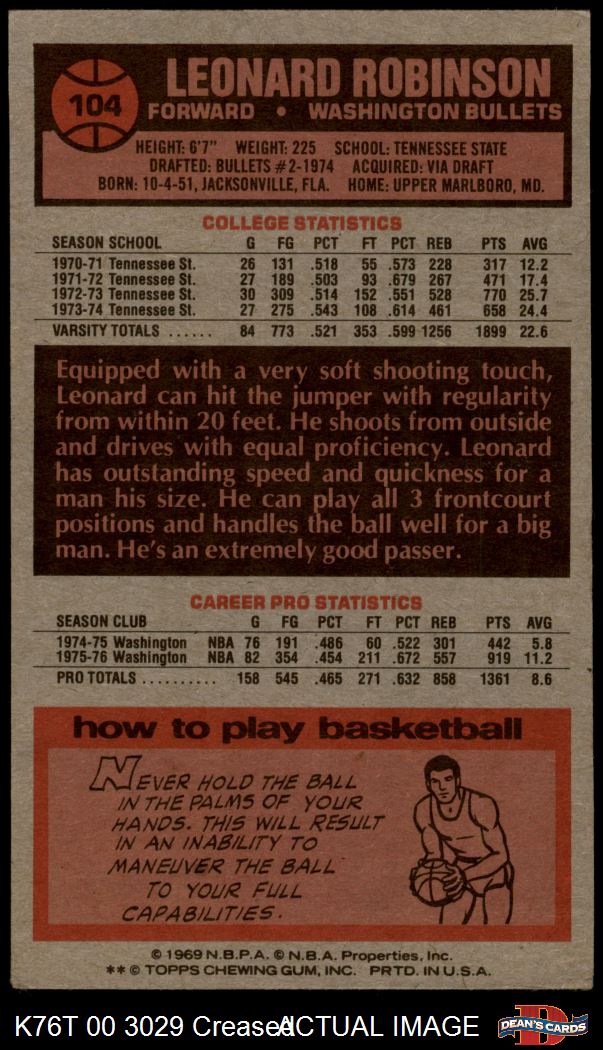 104
LEONARD ROBINSON
FORWARD • WASHINGTON BULLETS
HEIGHT: 6'7" WEIGHT: 225 SCHOOL: TENNESSEE STATE
DRAFTED: BULLETS #2-1974 ACQUIRED: VIA DRAFT
BORN: 10-4-51, JACKSONVILLE, FLA. HOME: UPPER MARLBORO, MD.
COLLEGE STATISTICS
SEASON SCHOOL G FG PCT FT PCT REB PTS AVG
1970-71 Tennessee St. 26 131 .518 55 .573 228 317 12.2
1971-72 Tennessee St. 27 189 .503 93 .679 267 471 17.4
1972-73 Tennessee St. 30 309 .514 152 .551 528 770 25.7
1973-74 Tennessee St. 27 275 .543 108 .614 461 658 24.4
VARSITY TOTALS ...... 84 773 .521 353 .599 1256 1899 22.6
Equipped with a very soft shooting touch,
Leonard can hit the jumper with regularity
from within 20 feet. He shoots from outside
and drives with equal proficiency. Leonard
has outstanding speed and quickness for a
man his size. He can play all 3 frontcourt
positions and handles the ball well for a big
man. He's an extremely good passer.
CAREER PRO STATISTICS
SEASON CLUB G FG PCT FT PCT REB PTS AVG
1974-75 Washington NBA 76 191 .486 60 .522 301 442 5.8
1975-76 Washington NBA 82 354 .454 211 .672 557 919 11.2
PRO TOTALS .......... 158 545 .465 271 .632 858 1361 8.6
how to play basketball
NEVER HOLD THE BALL
IN THE PALMS OF YOUR
HANDS. THIS WILL RESULT
IN AN INABILITY TO
MANEUVER THE BALL
TO YOUR FULL
CAPABILITIES.
© 1969 N.B.P.A. © N.B.A. Properties, Inc.
** © TOPPS CHEWING GUM, INC. PRTD. IN U.S.A.
K76T 00 3029 Creased ACTUAL IMAGE
D
DEAN'S CARDS